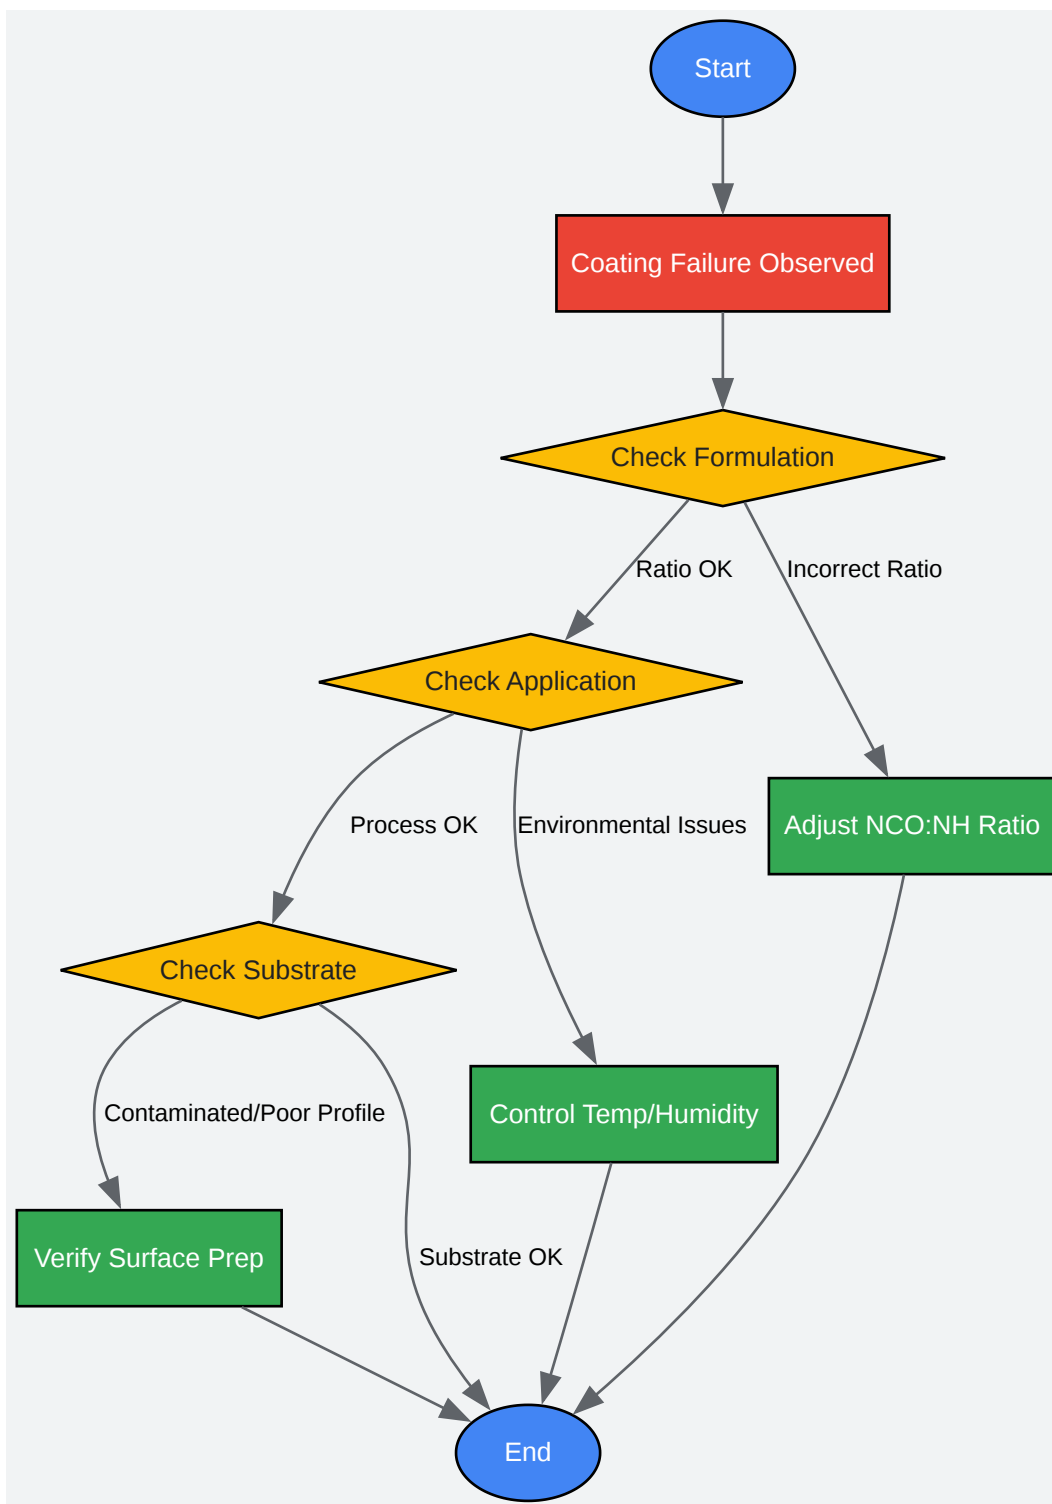 Start
Coating Failure Observed
Check Formulation
Ratio OK
Incorrect Ratio
Check Application
Process OK
Environmental Issues
Adjust NCO:NH Ratio
Check Substrate
Contaminated/Poor Profile
Control Temp/Humidity
Verify Surface Prep
Substrate OK
End